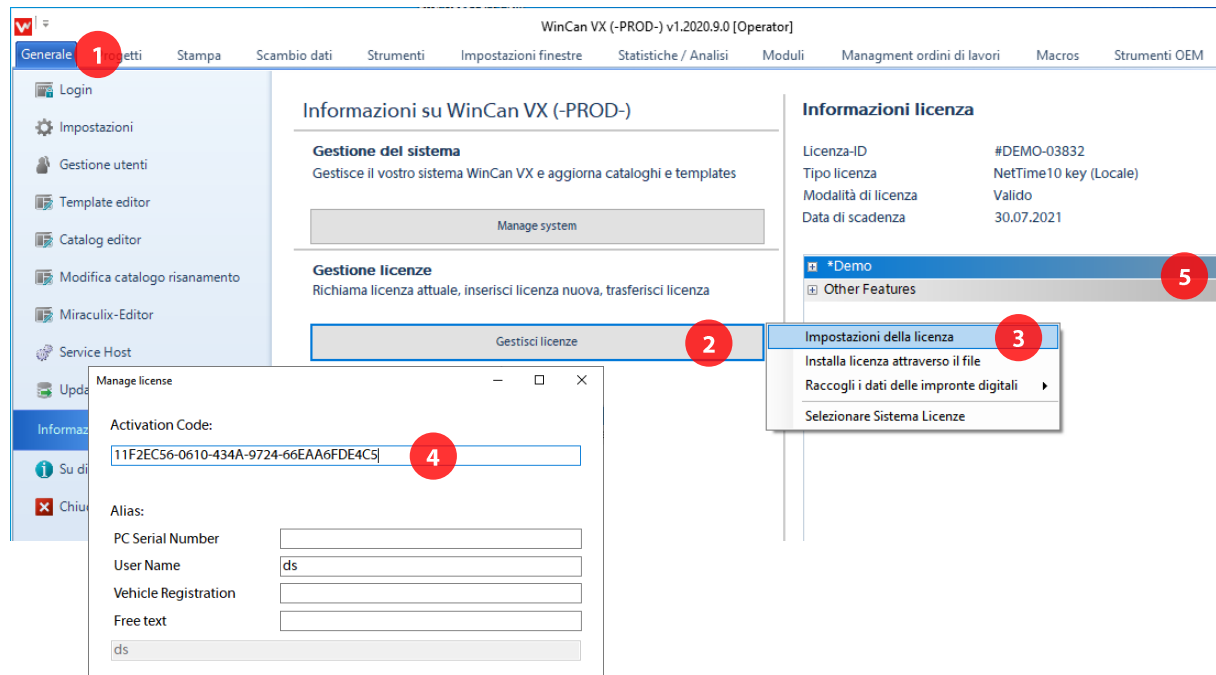 WinCan VX (-PROD-) v1.2020.9.0 [Operator]
Generale 1 getti Stampa Scambio dati Strumenti Impostazioni finestre Statistiche / Analisi Moduli Managment ordini di lavori Macros Strumenti OEM
Login
Impostazioni
Gestione utenti
Template editor
Catalog editor
Modifica catalogo risanamento
Miraculix-Editor
Service Host
Upda
Informaz
Su di
Chiu
Informazioni su WinCan VX (-PROD-)
Gestione del sistema
Gestisce il vostro sistema WinCan VX e aggiorna cataloghi e templates
Manage system
Gestione licenze
Richiama licenza attuale, inserisci licenza nuova, trasferisci licenza
Gestisci licenze 2
Impostazioni della licenza 3
Installa licenza attraverso il file
Raccogli i dati delle impronte digitali
Selezionare Sistema Licenze
Informazioni licenza
Licenza-ID #DEMO-03832
Tipo licenza NetTime10 key (Locale)
Modalità di licenza Valido
Data di scadenza 30.07.2021
*Demo 5
Other Features
Manage license
Activation Code:
11F2EC56-0610-434A-9724-66EAA6FDE4C5 4
Alias:
PC Serial Number
User Name ds
Vehicle Registration
Free text
ds